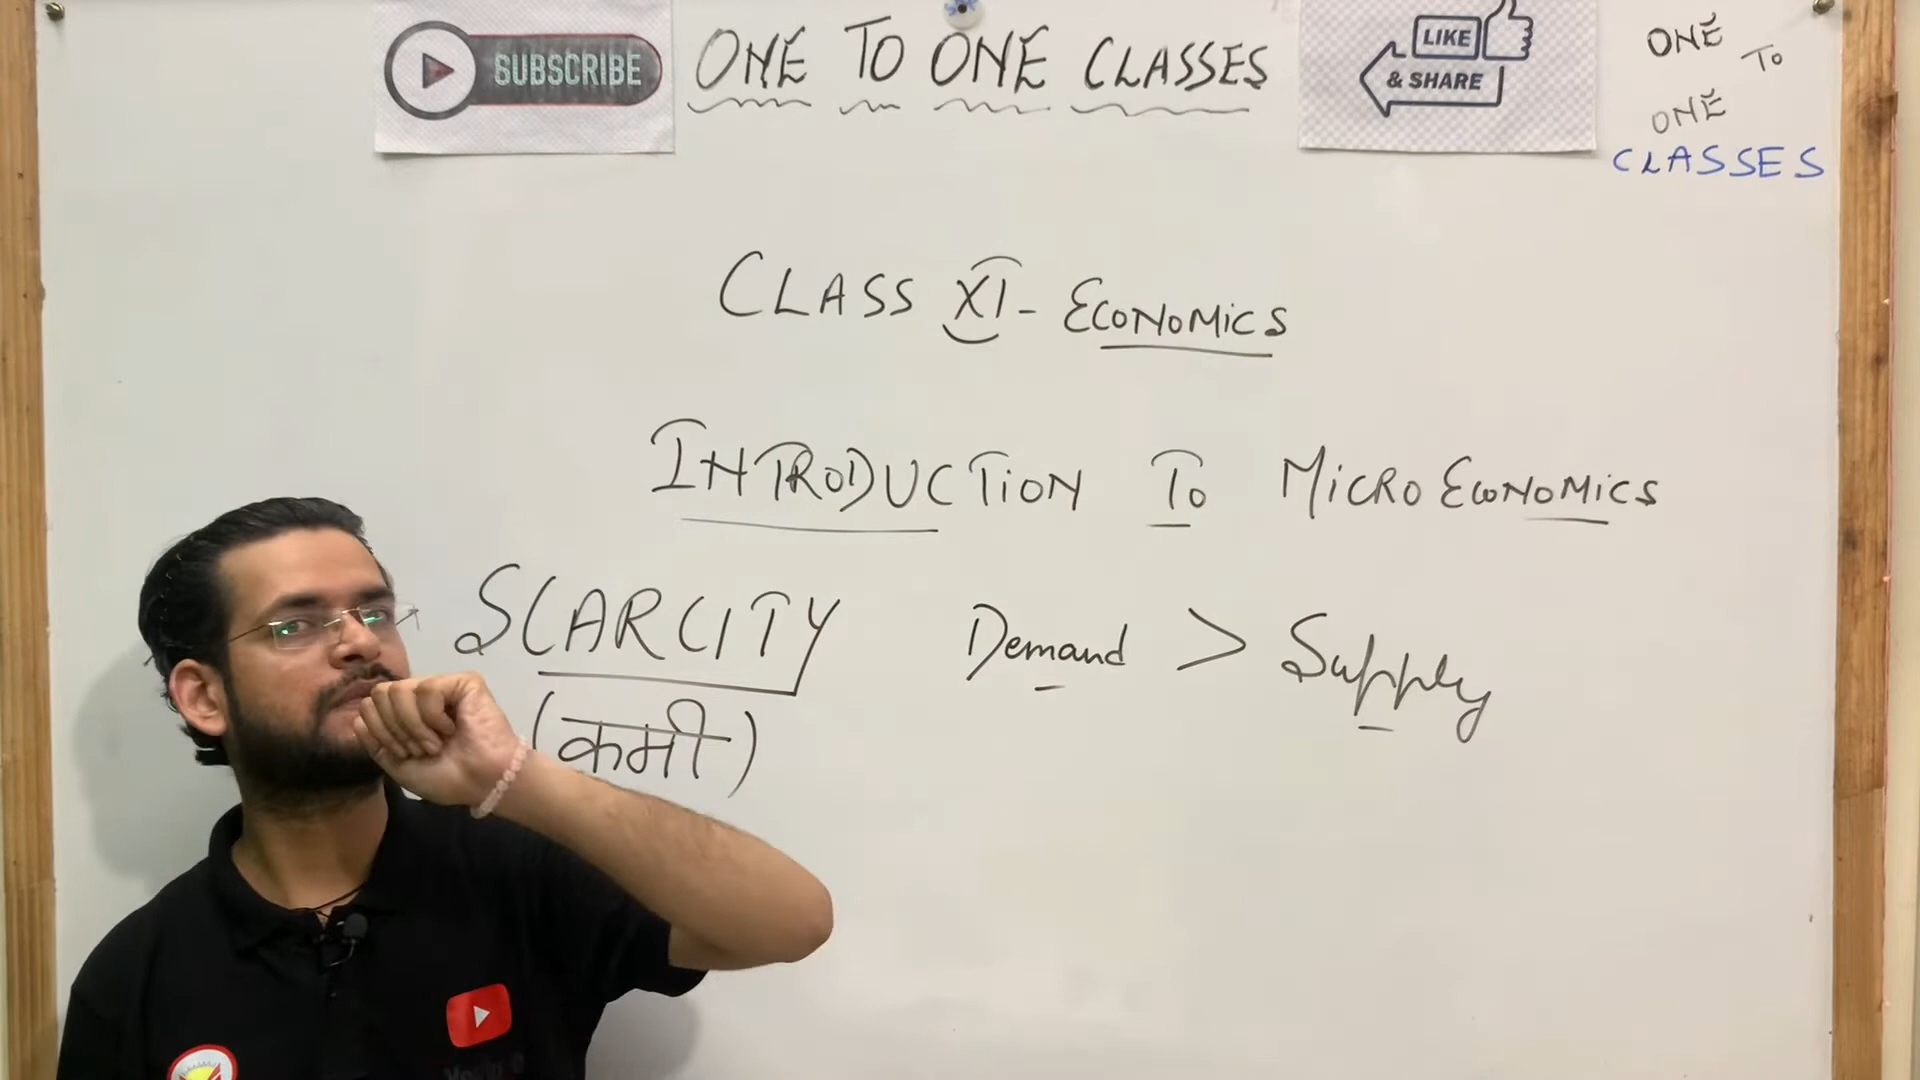 SUBSCRIBE
ONE TO ONE CLASSES
LIKE
& SHARE
ONE TO
ONE
CLASSES
CLASS XI - ECONOMICS
INTRODUCTION TO MICRO ECONOMICS
SCARCITY
Demand > Supply
(कमी)